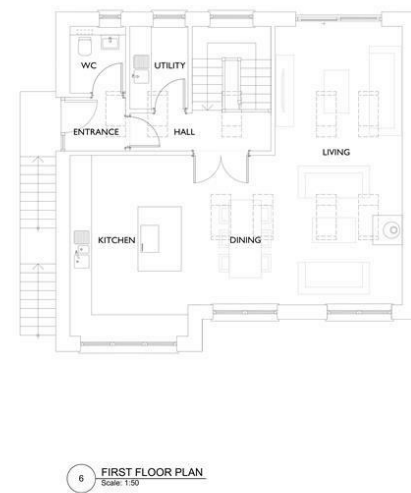 WC
UTILITY
ENTRANCE
HALL
LIVING
KITCHEN
DINING
6
FIRST FLOOR PLAN
Scale: 1:50